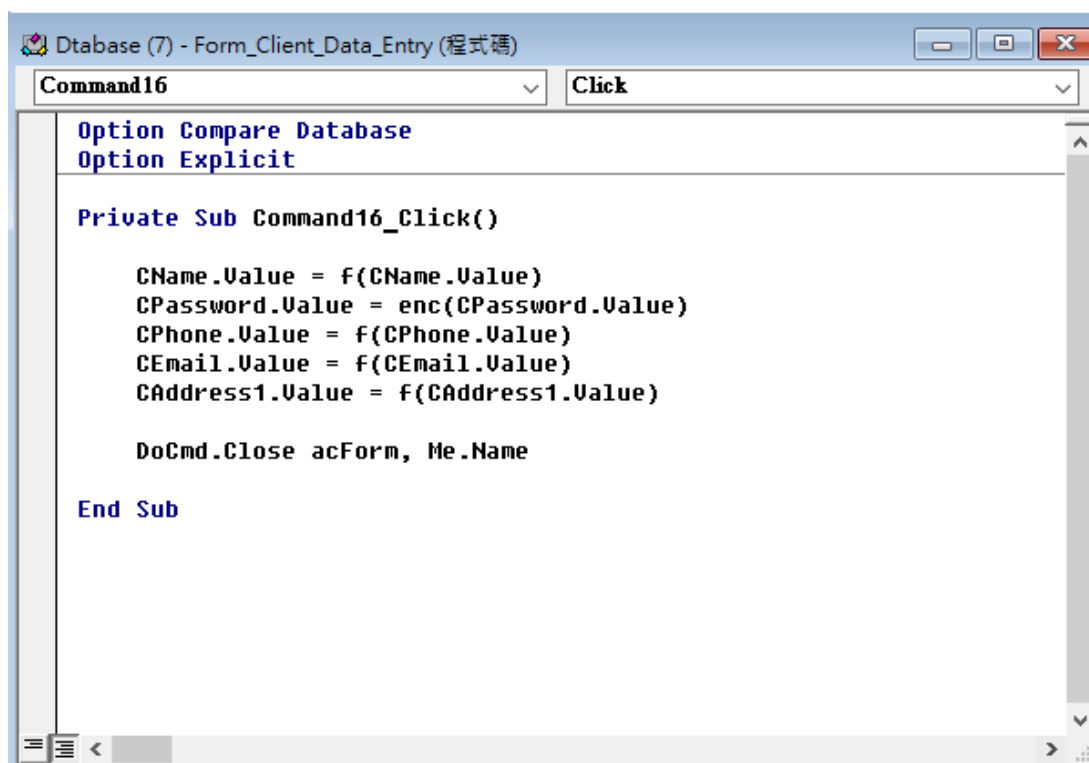 Dtabase (7) - Form_Client_Data_Entry (程式碼)
Command16 Click
Option Compare Database
Option Explicit
Private Sub Command16_Click()
CName.Value = f(CName.Value)
CPassword.Value = enc(CPassword.Value)
CPhone.Value = f(CPhone.Value)
CEmail.Value = f(CEmail.Value)
CAddress1.Value = f(CAddress1.Value)
DoCmd.Close acForm, Me.Name
End Sub